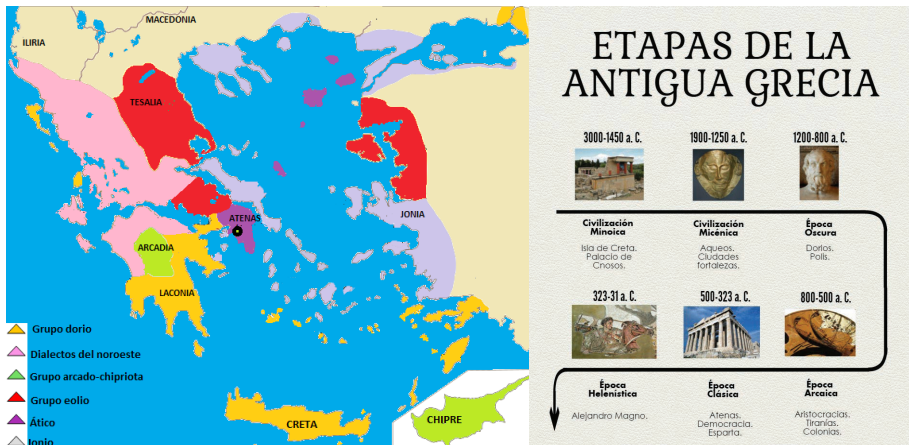 MACEDONIA
ILIRIA
TESALIA
JONIA
ATENAS
ARCADIA
LACONIA
CRETA
CHIPRE
Grupo dorio
Dialectos del noroeste
Grupo arcado-chipriota
Grupo eolio
Ático
Jonio
ETAPAS DE LA
ANTIGUA GRECIA
3000-1450 a. C.
Civilización
Minoica
Isla de Creta.
Palacio de
Cnosos.
1900-1250 a. C.
Civilización
Micénica
Aqueos.
Ciudades
fortalezas.
1200-800 a. C.
Época
Oscura
Dorios.
Polis.
800-500 a. C.
Época
Arcaica
Aristocracias.
Tiranías.
Colonias.
500-323 a. C.
Época
Clásica
Atenas.
Democracia.
Esparta.
323-31 a. C.
Época
Helenística
Alejandro Magno.